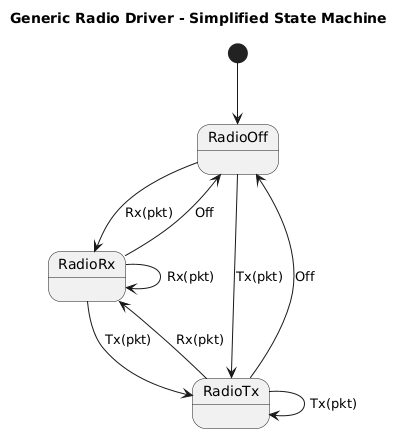 Generic Radio Driver - Simplified State Machine
RadioOff
Rx(pkt)
Off
RadioRx
Rx(pkt)
Tx(pkt)
Off
Tx(pkt)
Rx(pkt)
RadioTx
Tx(pkt)